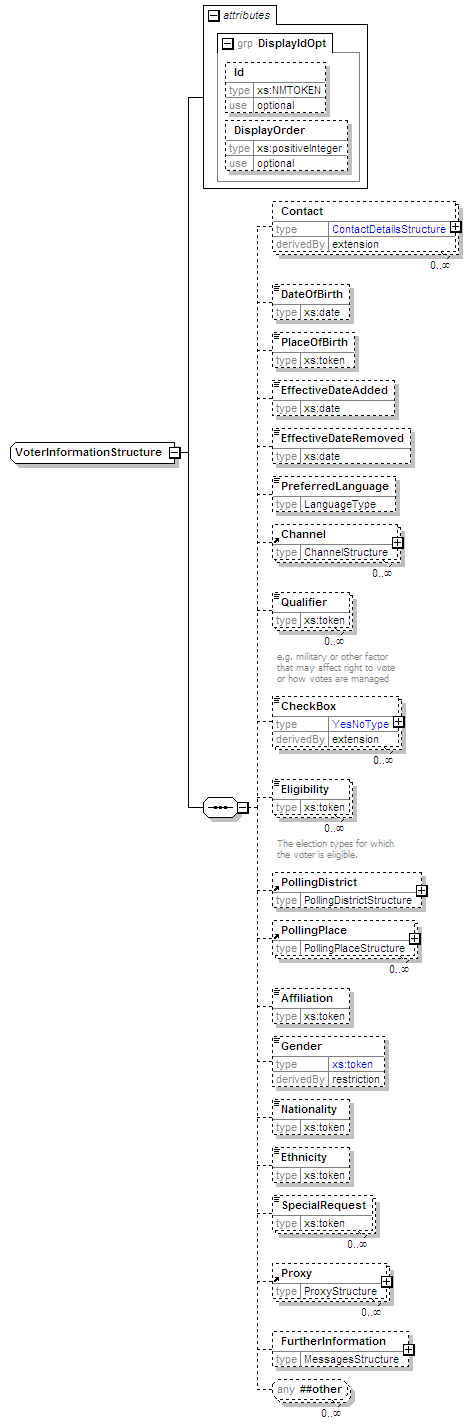 attributes
grp DisplayIdOpt
Id
type xs:NMTOKEN
use optional
DisplayOrder
type xs:positiveInteger
use optional
Contact
type ContactDetailsStructure
derivedBy extension
0..∞
DateOfBirth
type xs:date
PlaceOfBirth
type xs:token
EffectiveDateAdded
type xs:date
EffectiveDateRemoved
type xs:date
VoterInformationStructure
PreferredLanguage
type LanguageType
Channel
type ChannelStructure
0..∞
Qualifier
type xs:token
0..∞
e.g. military or other factor
that may affect right to vote
or how votes are managed
CheckBox
type YesNoType
derivedBy extension
0..∞
Eligibility
type xs:token
0..∞
The election types for which
the voter is eligible.
PollingDistrict
type PollingDistrictStructure
PollingPlace
type PollingPlaceStructure
0..∞
Affiliation
type xs:token
Gender
type xs:token
derivedBy restriction
Nationality
type xs:token
Ethnicity
type xs:token
SpecialRequest
type xs:token
0..∞
Proxy
type ProxyStructure
0..∞
FurtherInformation
type MessagesStructure
any ##other
0..∞